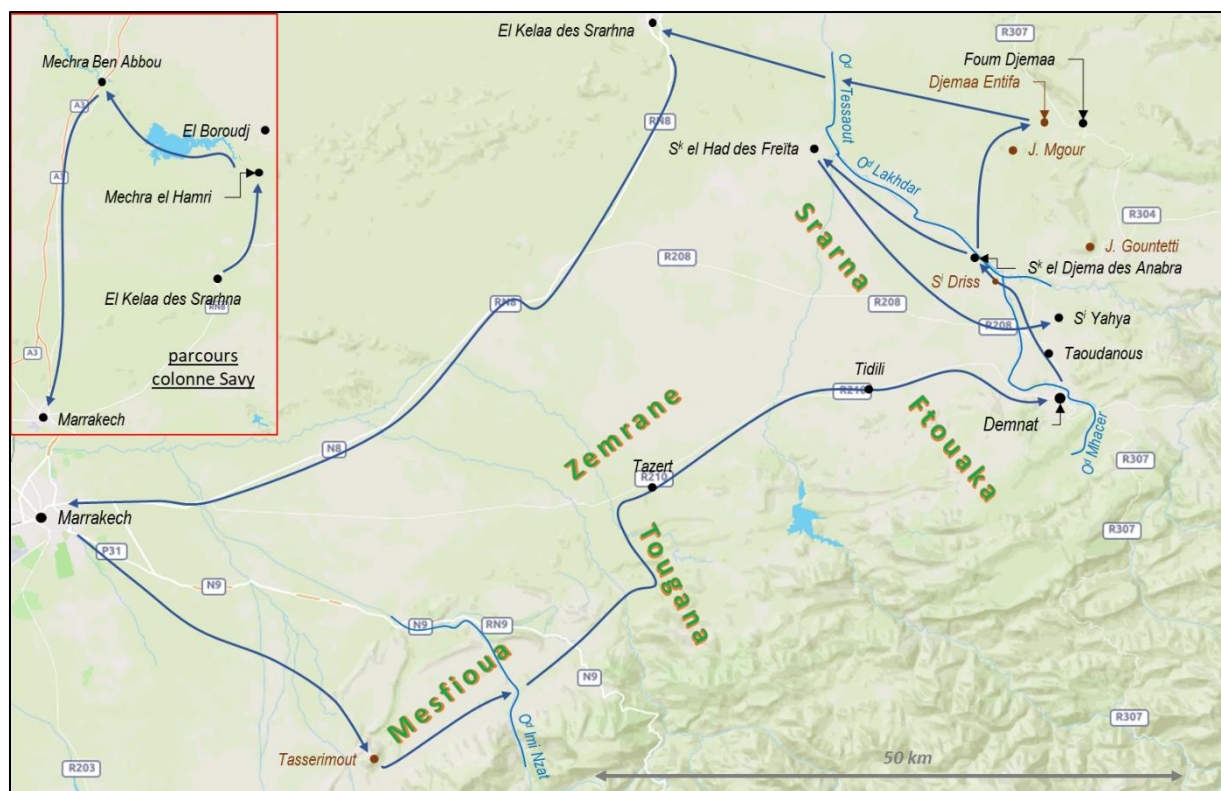 El Kelaa des Srarhna
R307
Mechra Ben Abbou
Foum Djemaa
Djemaa Entifa
A3
El Boroudj
RN8
Oᵈ Tessaout
Sᵏ el Had des Freïta
J. Mgour
Mechra el Hamri
Oᵈ Lakhdar
R304
Srarna
J. Gountetti
R208
Sᵏ el Djema des Anabra
Sⁱ Driss
El Kelaa des Srarhna
RN8
RN8
R208
R208
Sⁱ Yahya
A3
parcours
colonne Savy
Taoudanous
Tidili
R210
Marrakech
Demnat
Zemrane
Ftouaka
Oᵈ Mhacer
N8
R307
Tazert
R210
Marrakech
R307
P31
Tougana
N9
N9
RN9
Mesfioua
N9
Oᵈ Imi Nzat
R307
Tasserimout
R203
50 km